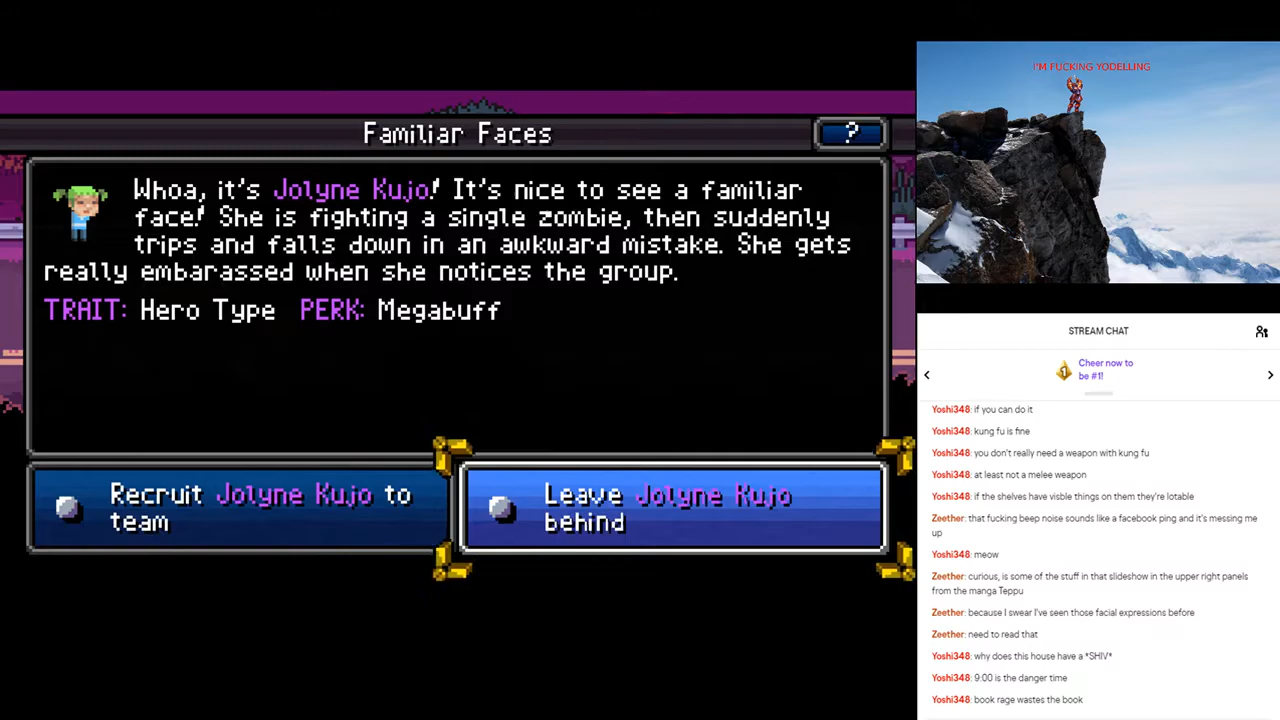 Familiar Faces
?
Whoa, it's Jolyne Kujo! It's nice to see a familiar
face! She is fighting a single zombie, then suddenly
trips and falls down in an awkward mistake. She gets
really embarassed when she notices the group.
TRAIT: Hero Type PERK: Megabuff
Recruit Jolyne Kujo to
team
Leave Jolyne Kujo
behind
I'M FUCKING YODELLING
STREAM CHAT
1
Cheer now to
be #1!
Yoshi348: if you can do it
Yoshi348: kung fu is fine
Yoshi348: you don't really need a weapon with kung fu
Yoshi348: at least not a melee weapon
Yoshi348: if the shelves have visble things on them they're lotable
Zeether: that fucking beep noise sounds like a facebook ping and it's messing me
up
Yoshi348: meow
Zeether: curious, is some of the stuff in that slideshow in the upper right panels
from the manga Teppu
Zeether: because I swear I've seen those facial expressions before
Zeether: need to read that
Yoshi348: why does this house have a *SHIV*
Yoshi348: 9:00 is the danger time
Yoshi348: book rage wastes the book